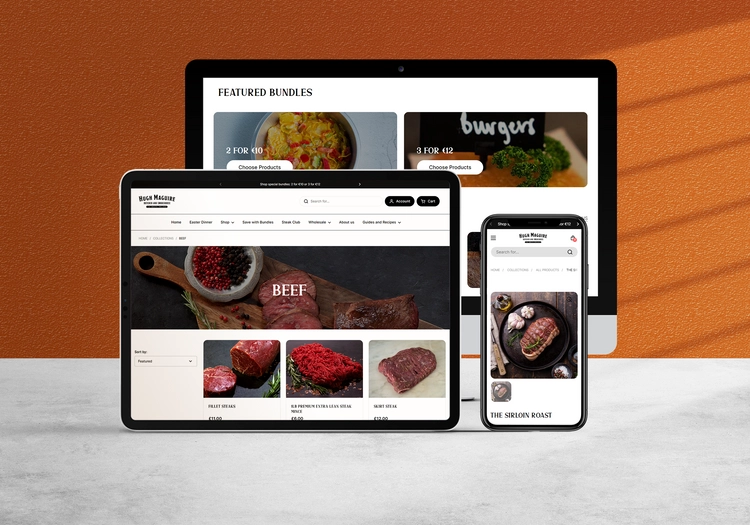 FEATURED BUNDLES
2 FOR €10
Choose Products
burgers
3 FOR €12
Choose Products
Shop special bundles: 2 for €10 or 3 for €12
HUGH MAGUIRE
Search for...
Account
Cart
Home
Easter Dinner
Shop
Save with Bundles
Steak Club
Wholesale
About us
Guides and Recipes
HOME / COLLECTIONS / BEEF
BEEF
Sort by:
Featured
FILLET STEAKS
€11.00
1LB PREMIUM EXTRA LEAN STEAK
MINCE
€6.00
SKIRT STEAK
€12.00
Shop
or €12
HUGH MAGUIRE
Search for...
HOME / COLLECTIONS / ALL PRODUCTS / THE S
THE SIRLOIN ROAST